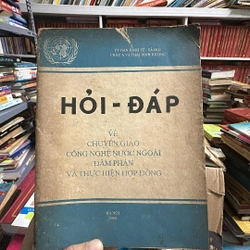 HỎI - ĐÁP
VỀ
CHUYỂN GIAO
CÔNG NGHỆ NƯỚC NGOÀI
ĐÀM PHÁN
VÀ THỰC HIỆN HỢP ĐỒNG
HÀ NỘI